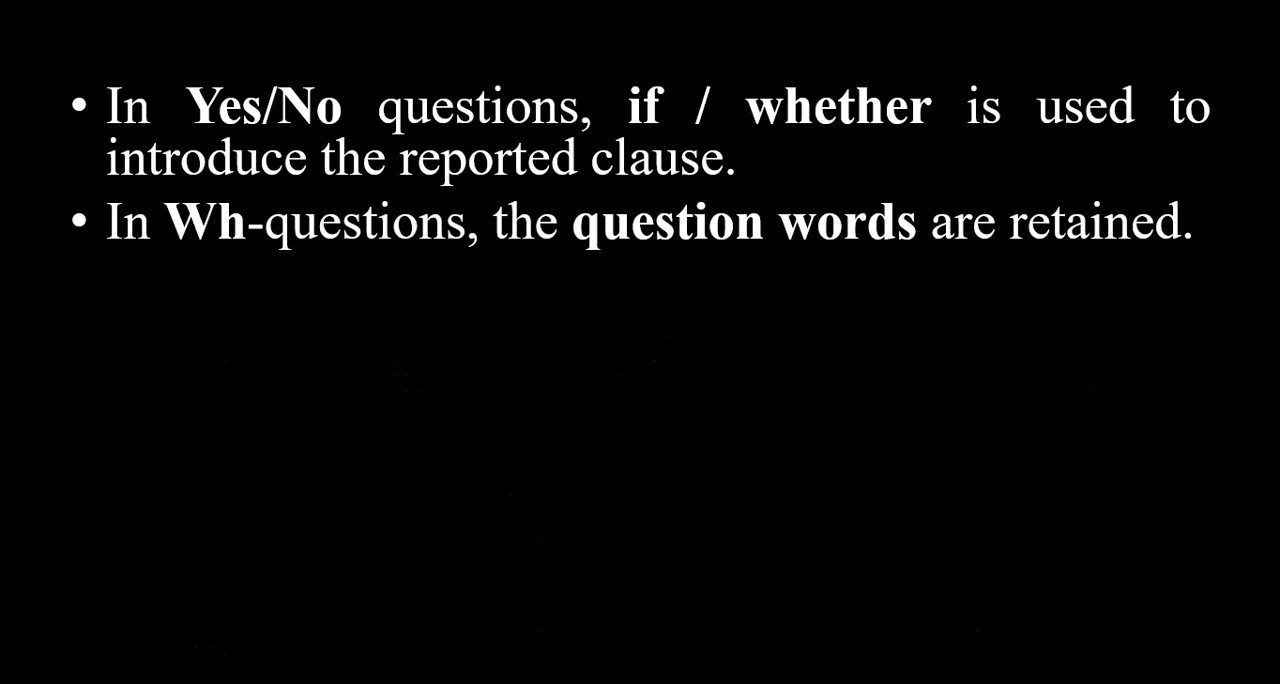 • In Yes/No questions, if / whether is used to
introduce the reported clause.
• In Wh-questions, the question words are retained.